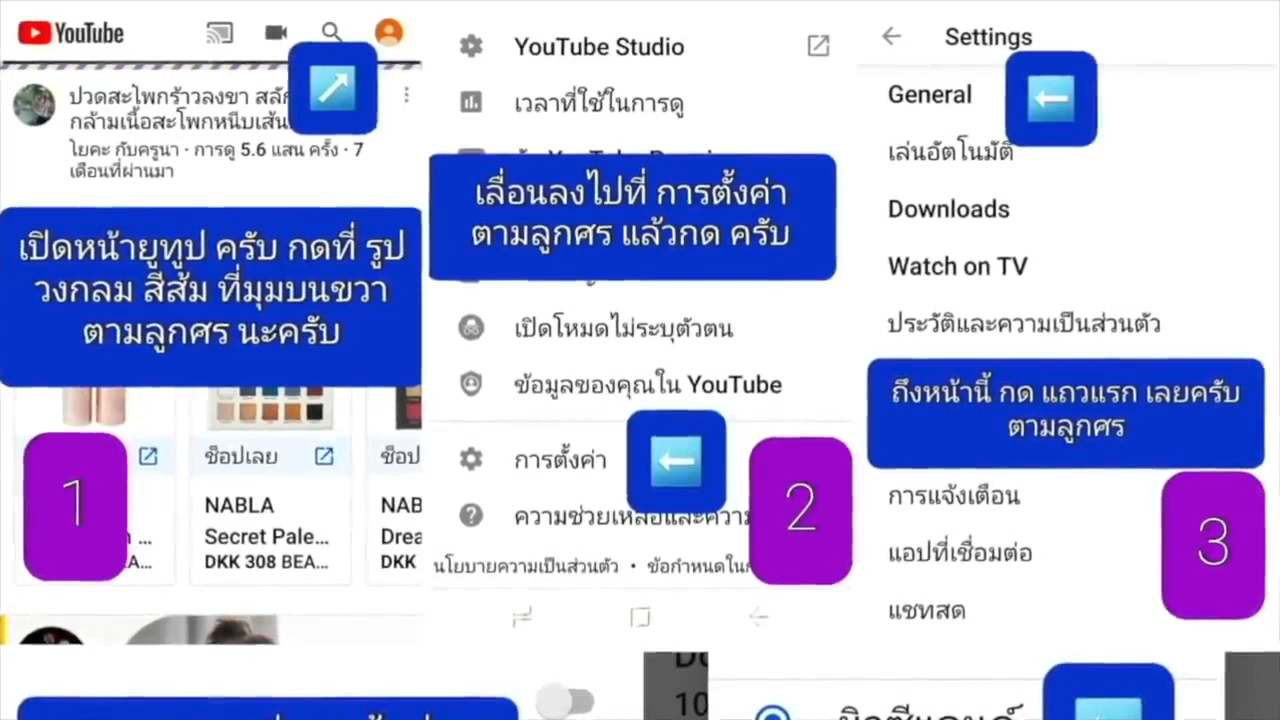 YouTube
ปวดสะโพกร้าวลงขา
กล้ามเนื้อสะโพกหนีบเส้น
โยคะ กับครูนา · การดู 5.6 แสน ครั้ง · 7
เดือนที่ผ่านมา
เปิดหน้ายูทูป ครับ กดที่ รูป
วงกลม สีส้ม ที่มุมบนขวา
ตามลูกศร นะครับ
1
ช็อปเลย
NABLA
Secret Pale...
DKK 308 BEA...
ช็อป
NAB
Drea
DKK
YouTube Studio
เวลาที่ใช้ในการดู
เลื่อนลงไปที่ การตั้งค่า
ตามลูกศร แล้วกด ครับ
เปิดโหมดไม่ระบุตัวตน
ข้อมูลของคุณใน YouTube
การตั้งค่า
ความช่วยเหลือและความ
นโยบายความเป็นส่วนตัว • ข้อกำหนดใน
2
Settings
General
เล่นอัตโนมัติ
Downloads
Watch on TV
ประวัติและความเป็นส่วนตัว
ถึงหน้านี้ กด แถวแรก เลยครับ
ตามลูกศร
การแจ้งเตือน
แอปที่เชื่อมต่อ
แชทสด
3
10